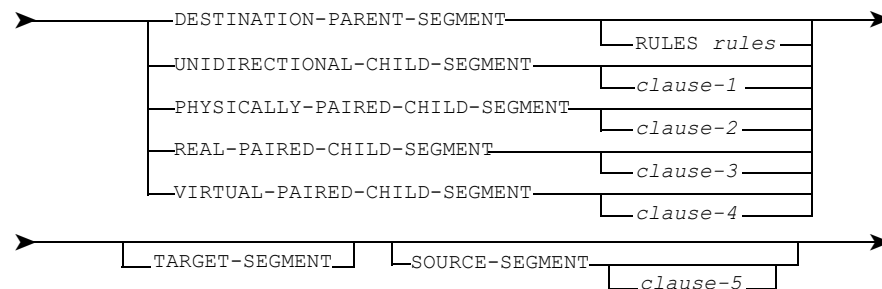 DESTINATION-PARENT-SEGMENT
RULES rules
UNIDIRECTIONAL-CHILD-SEGMENT
clause-1
PHYSICALLY-PAIRED-CHILD-SEGMENT
clause-2
REAL-PAIRED-CHILD-SEGMENT
clause-3
VIRTUAL-PAIRED-CHILD-SEGMENT
clause-4
TARGET-SEGMENT
SOURCE-SEGMENT
clause-5